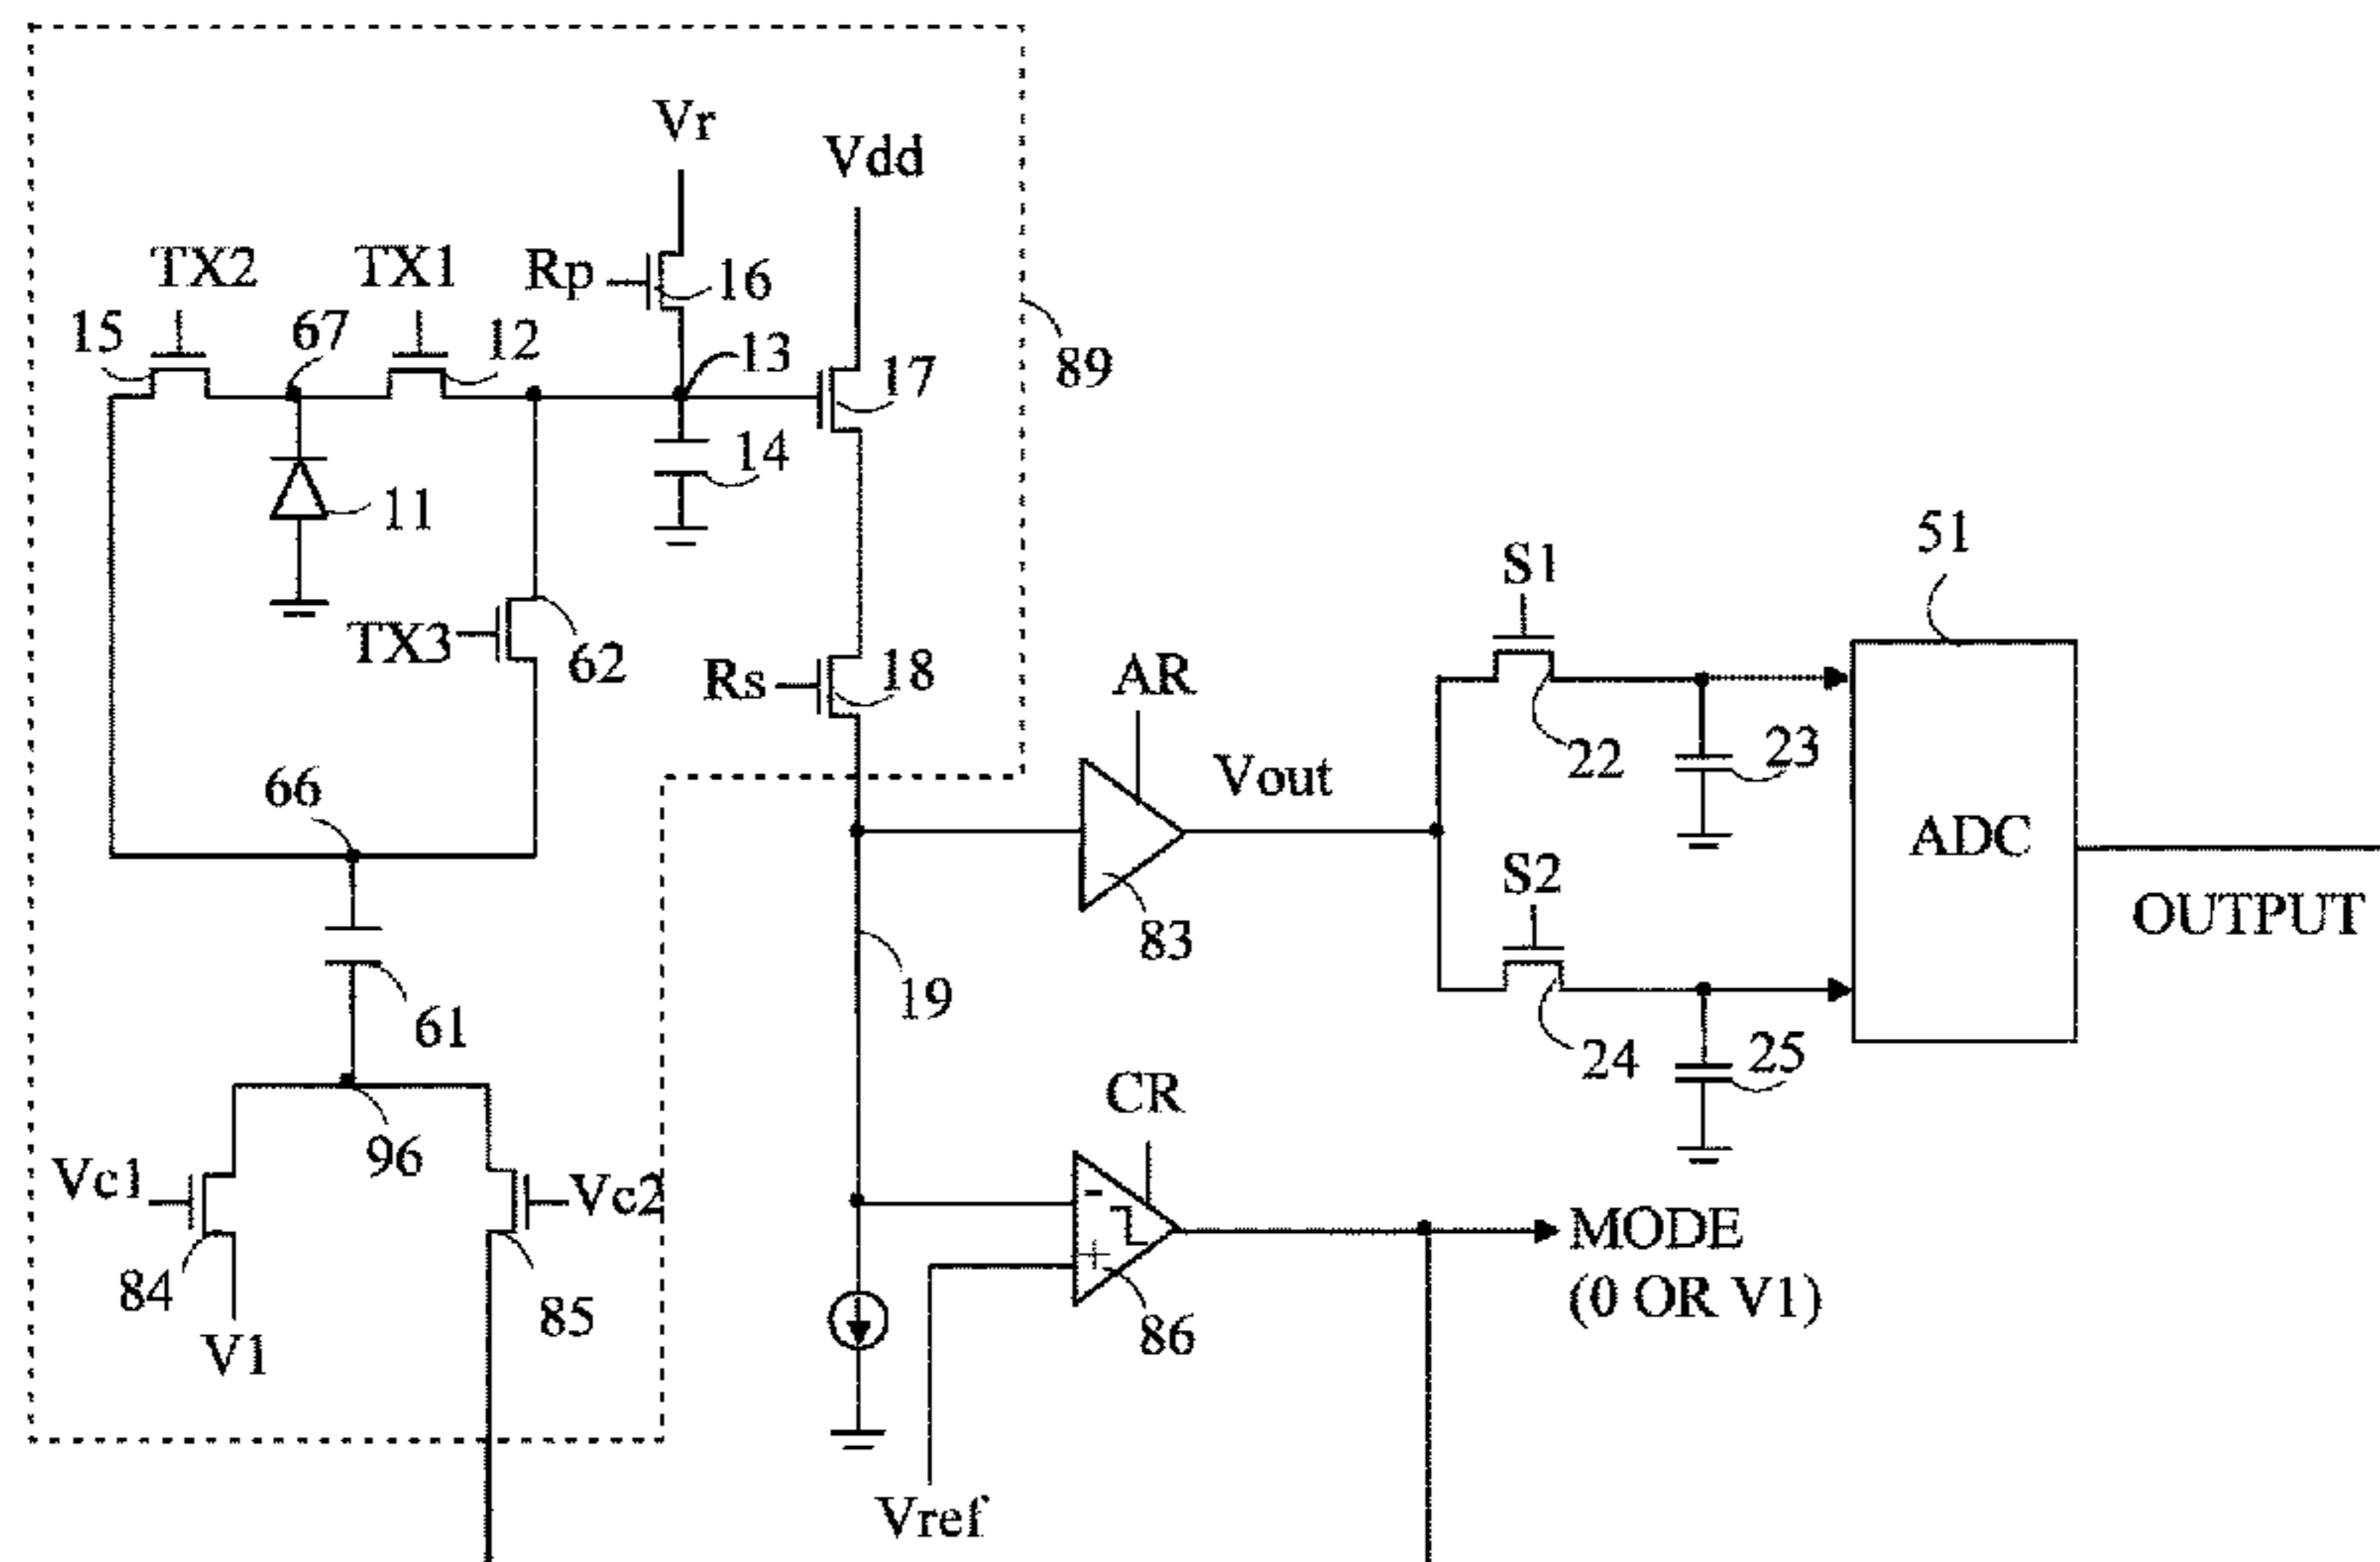 Vr
Vdd
TX2
TX1
Rp
16
15
67
12
13
17
89
14
11
51
S1
TX3
62
Rs
18
AR
22
23
66
Vout
ADC
S2
83
OUTPUT
19
61
24
25
CR
96
Vc1
Vc2
-
+
MODE
(0 OR V1)
84
85
86
V1
Vref